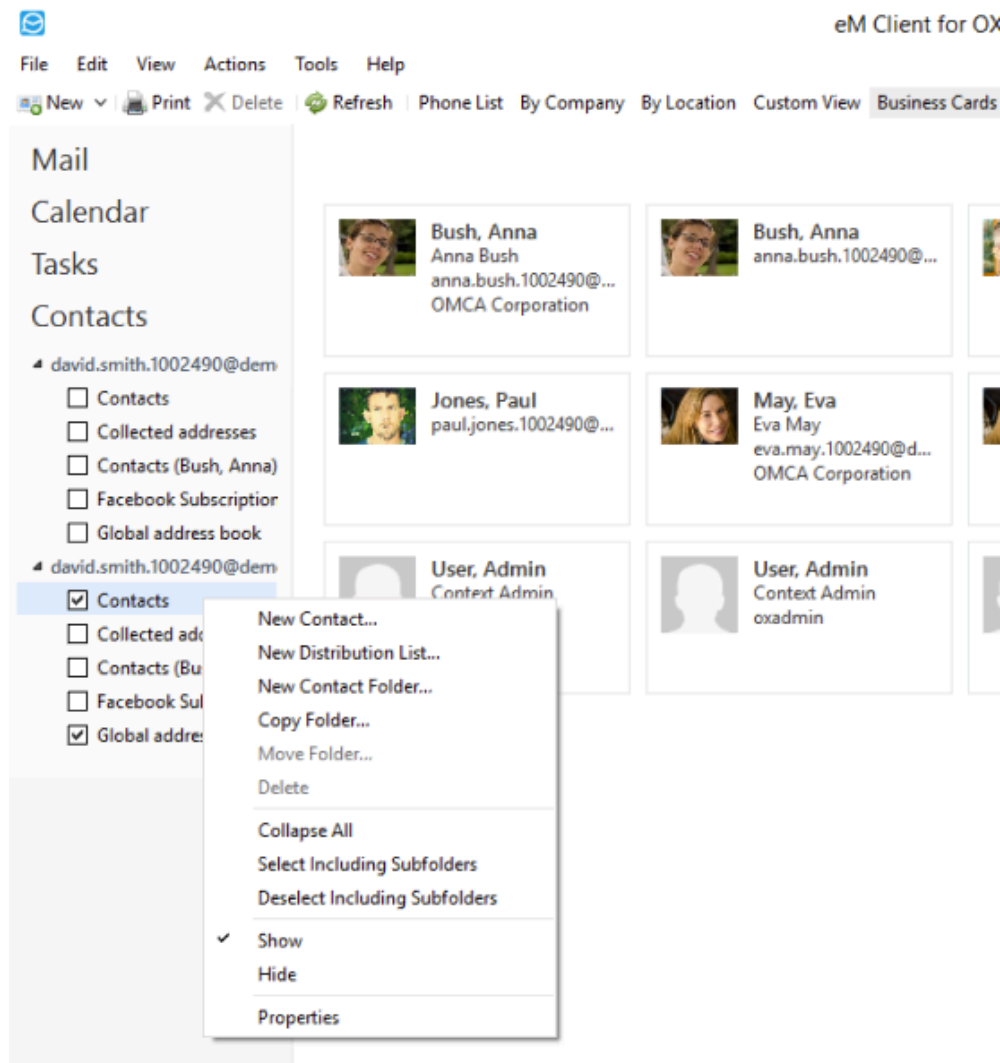 eM Client for OX
File Edit View Actions Tools Help
New Print Delete Refresh Phone List By Company By Location Custom View Business Cards
Mail
Calendar
Tasks
Contacts
david.smith.1002490@dem
Contacts
Collected addresses
Contacts (Bush, Anna)
Facebook Subscription
Global address book
david.smith.1002490@dem
Contacts
Collected add
Contacts (Bu
Facebook Sul
Global addres
Bush, Anna
Anna Bush
anna.bush.1002490@...
OMCA Corporation
Bush, Anna
anna.bush.1002490@...
Jones, Paul
paul.jones.1002490@...
May, Eva
Eva May
eva.may.1002490@d...
OMCA Corporation
User, Admin
Context Admin
User, Admin
Context Admin
oxadmin
New Contact...
New Distribution List...
New Contact Folder...
Copy Folder...
Move Folder...
Delete
Collapse All
Select Including Subfolders
Deselect Including Subfolders
Show
Hide
Properties